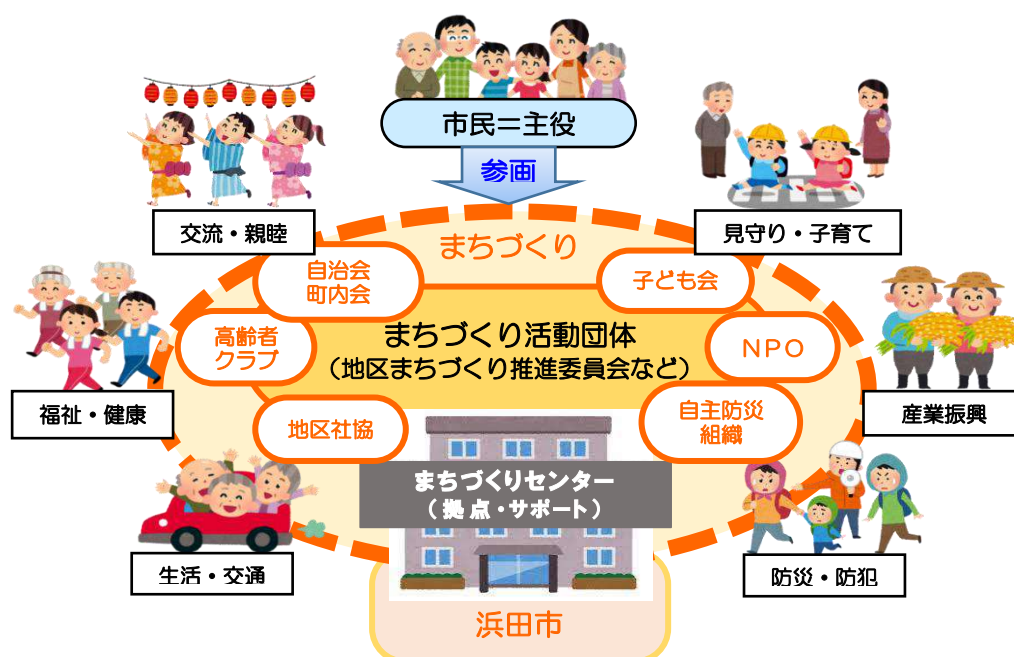 市民＝主役
参画
交流・親睦
見守り・子育て
まちづくり
自治会
町内会
子ども会
高齢者
クラブ
まちづくり活動団体
（地区まちづくり推進委員会など）
ＮＰＯ
福祉・健康
産業振興
地区社協
自主防災
組織
まちづくりセンター
（拠点・サポート）
生活・交通
防災・防犯
浜田市